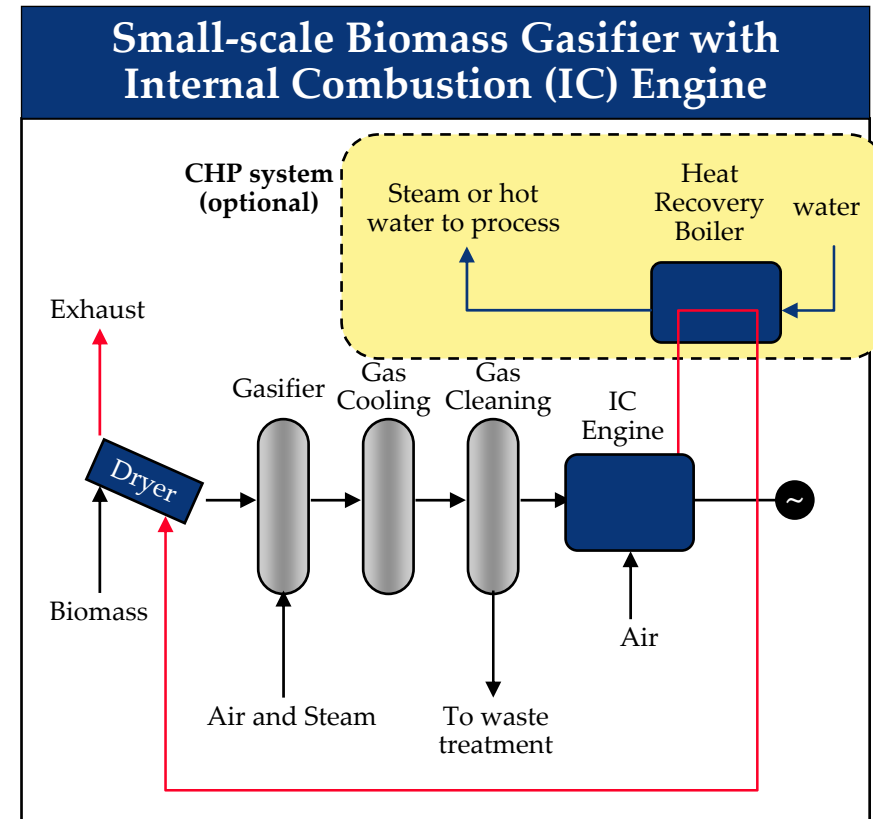 Small-scale Biomass Gasifier with
Internal Combustion (IC) Engine
CHP system
(optional)
Steam or hot
water to process
Heat
Recovery
Boiler
water
Exhaust
Gasifier
Gas
Cooling
Gas
Cleaning
IC
Engine
Dryer
~
Biomass
Air
Air and Steam
To waste
treatment